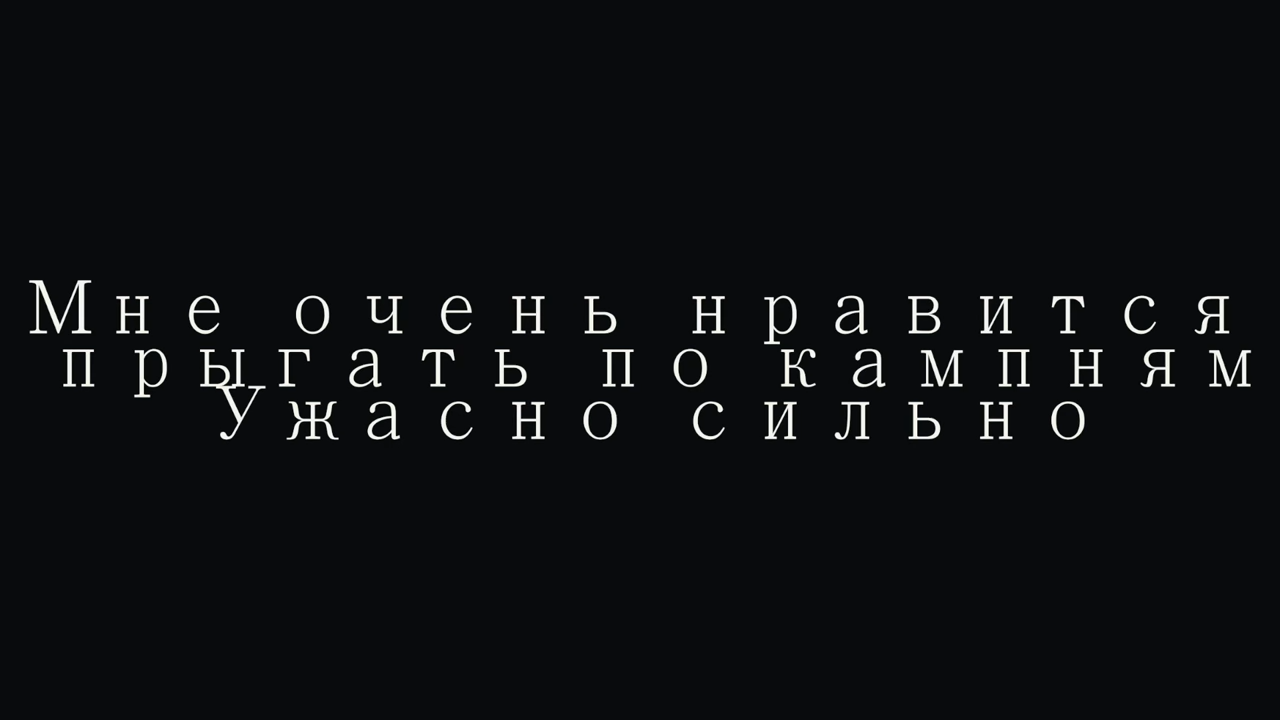 Мне очень нравится
прыгать по кампням
Ужасно сильно